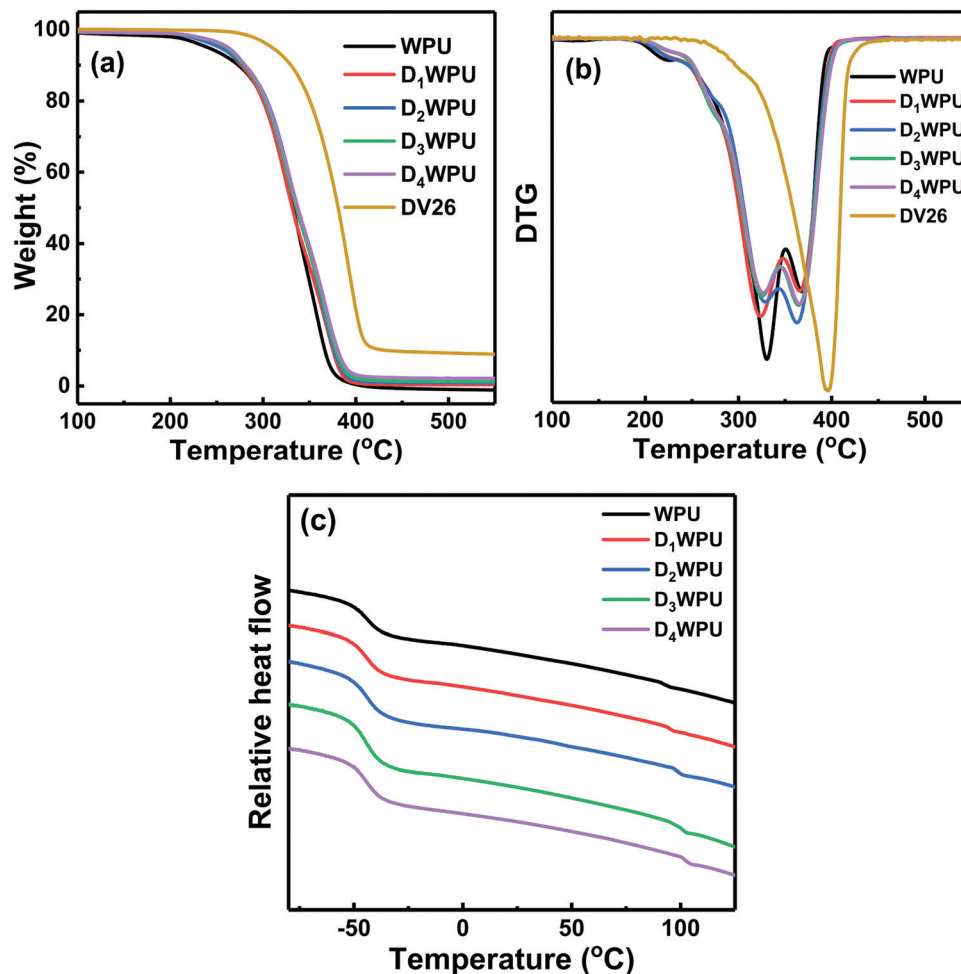 (a)
WPU
D₁WPU
D₂WPU
D₃WPU
D₄WPU
DV26
Weight (%)
100
80
60
40
20
0
100 200 300 400 500
Temperature (°C)
(b)
WPU
D₁WPU
D₂WPU
D₃WPU
D₄WPU
DV26
DTG
100 200 300 400 500
Temperature (°C)
(c)
WPU
D₁WPU
D₂WPU
D₃WPU
D₄WPU
Relative heat flow
-50 0 50 100
Temperature (°C)